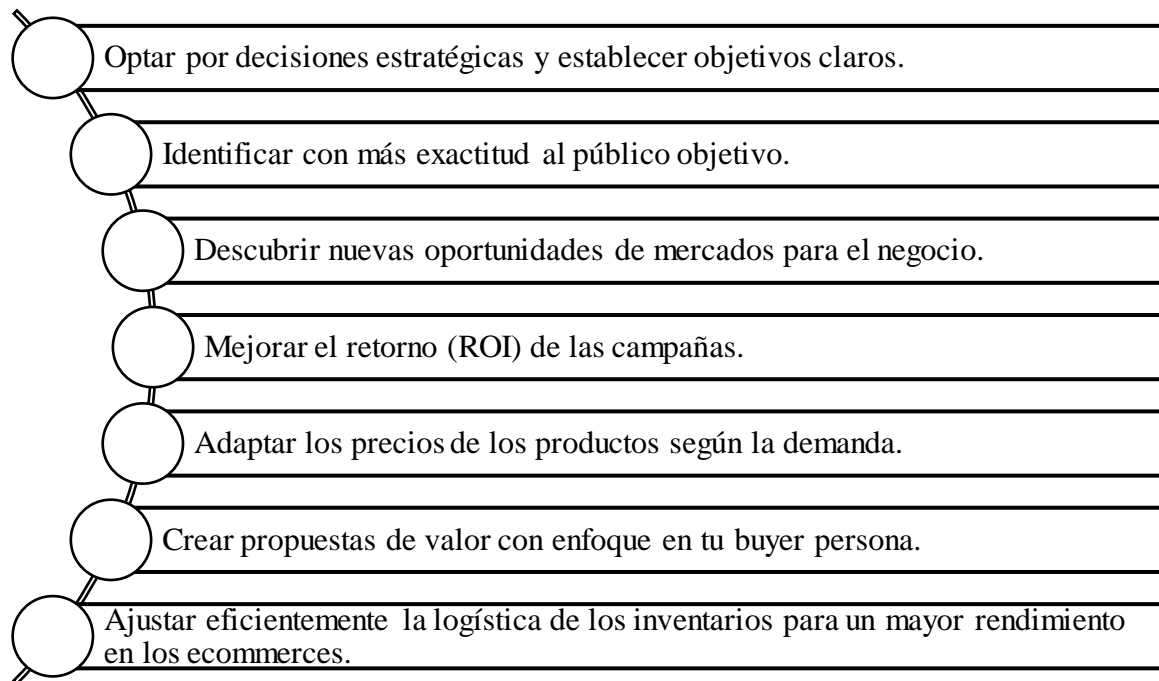 Optar por decisiones estratégicas y establecer objetivos claros.
Identificar con más exactitud al público objetivo.
Descubrir nuevas oportunidades de mercados para el negocio.
Mejorar el retorno (ROI) de las campañas.
Adaptar los precios de los productos según la demanda.
Crear propuestas de valor con enfoque en tu buyer persona.
Ajustar eficientemente la logística de los inventarios para un mayor rendimiento
en los ecommerces.